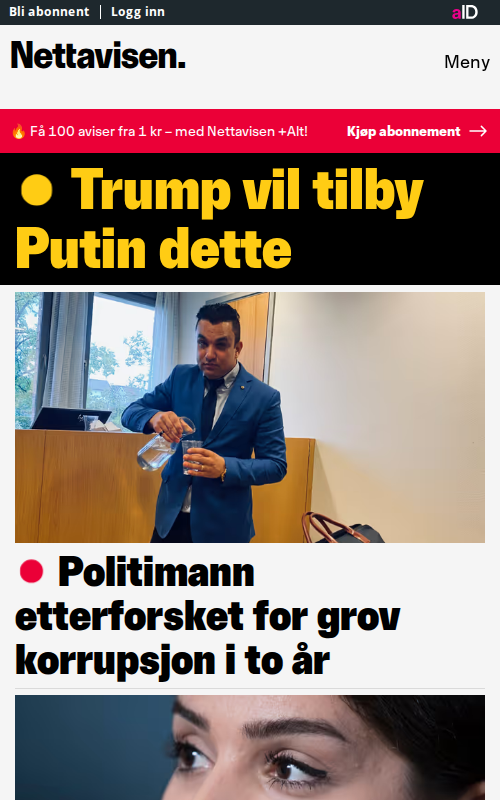 Bli abonnent | Logg inn
aID
Nettavisen.
Meny
🔥 Få 100 aviser fra 1 kr – med Nettavisen +Alt!
Kjøp abonnement →
Trump vil tilby
Putin dette
Politimann
etterforsket for grov
korrupsjon i to år